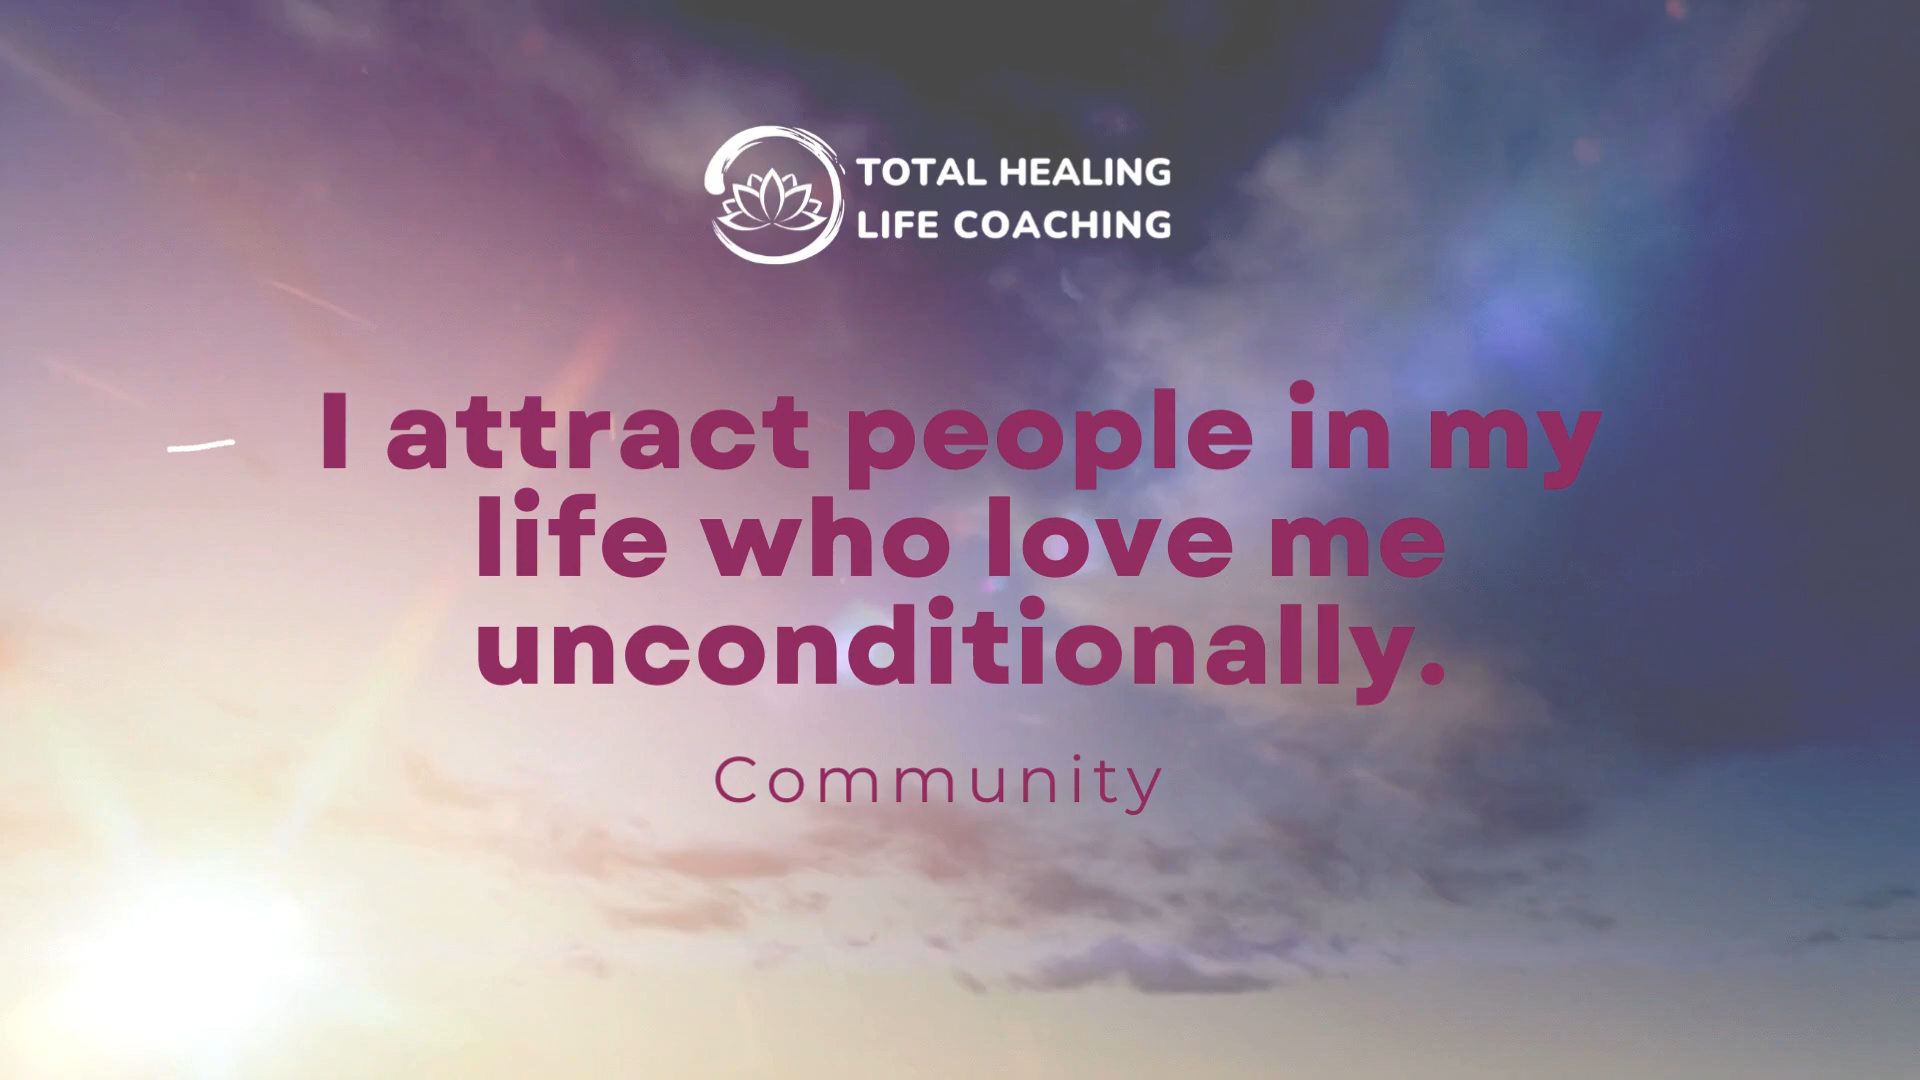 TOTAL HEALING
LIFE COACHING
I attract people in my
life who love me
unconditionally.
Community